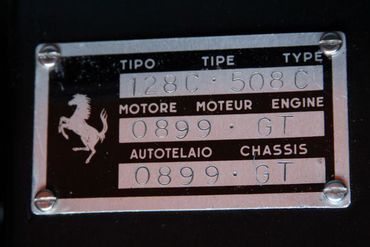 TIPO TIPE TYPE
128C · 508C
MOTORE MOTEUR ENGINE
0899 · GT
AUTOTELAIO CHASSIS
0899 · GT